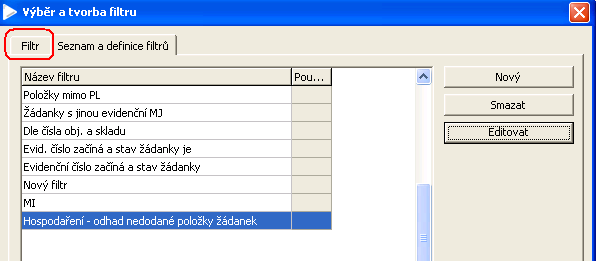 Výběr a tvorba filtru
Filtr Seznam a definice filtrů
Název filtru Pou...
Položky mimo PL
Žádanky s jinou evidenční MJ
Dle čísla obj. a skladu
Evid. číslo začíná a stav žádanky je
Evidenční číslo začíná a stav žádanky
Nový filtr
MI
Hospodaření - odhad nedodané položky žádanek
Nový
Smazat
Editovat